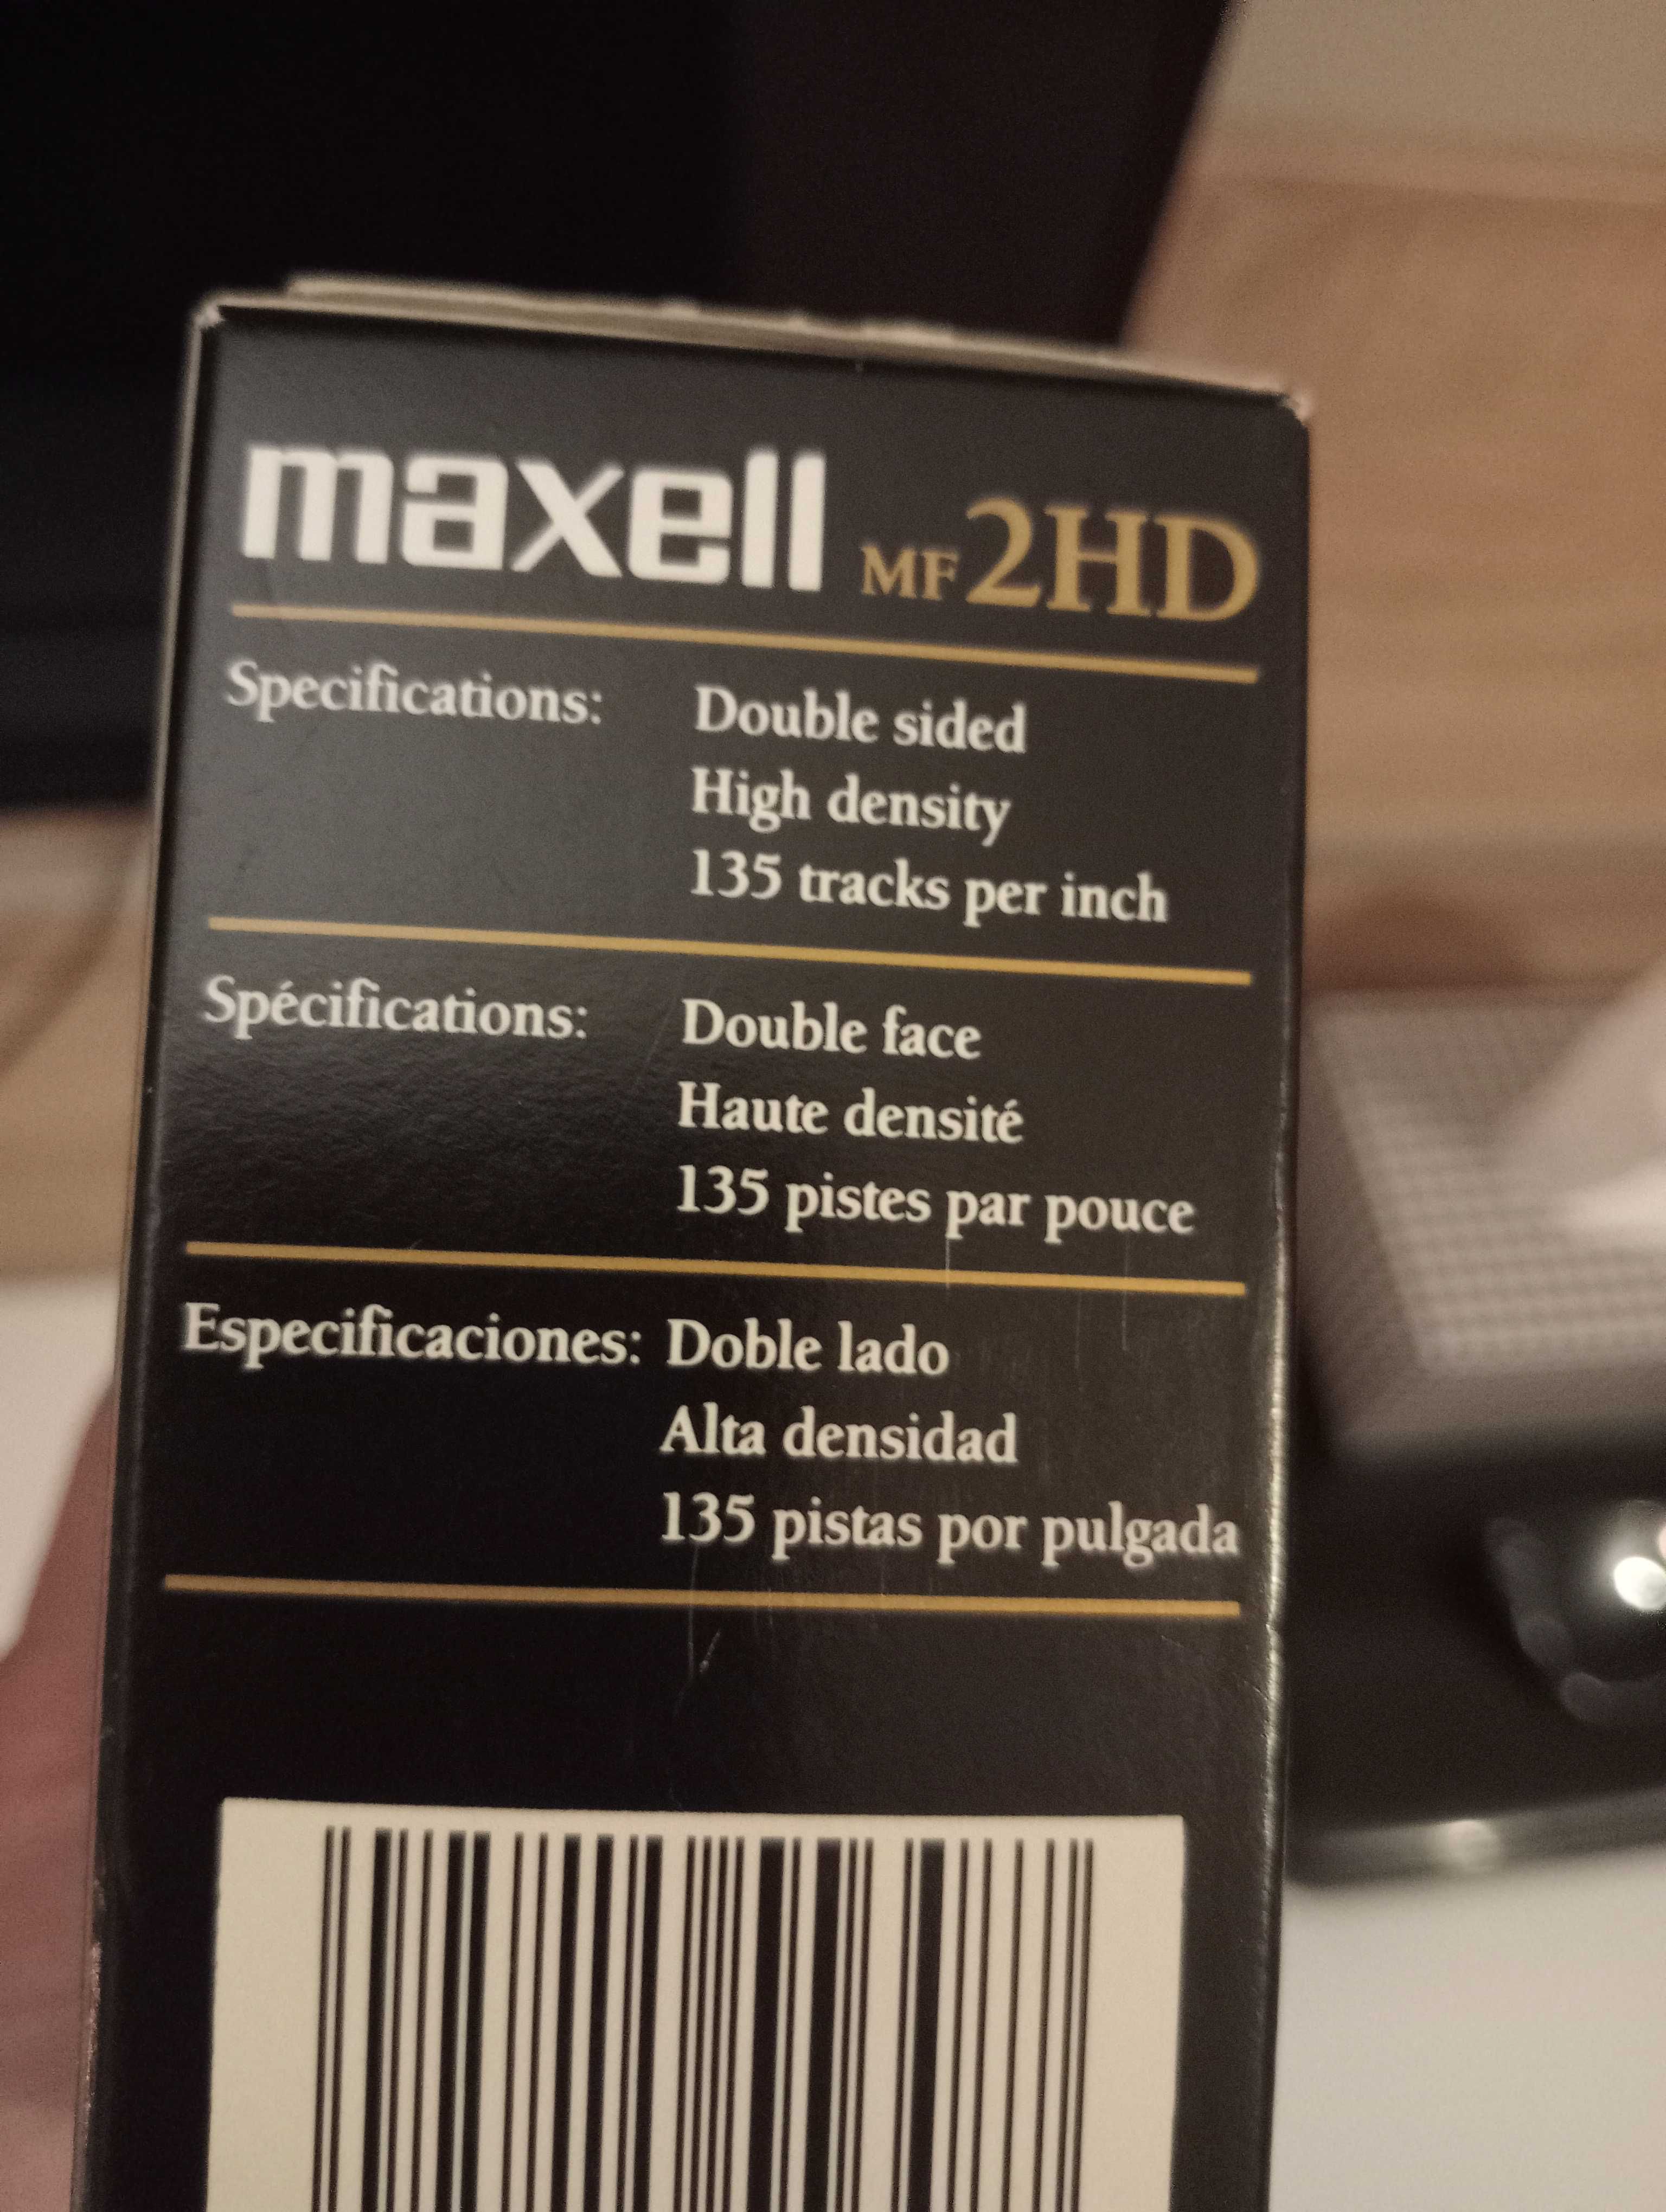 maxell MF 2HD
Specifications: Double sided
High density
135 tracks per inch
Spécifications: Double face
Haute densité
135 pistes par pouce
Especificaciones: Doble lado
Alta densidad
135 pistas por pulgada